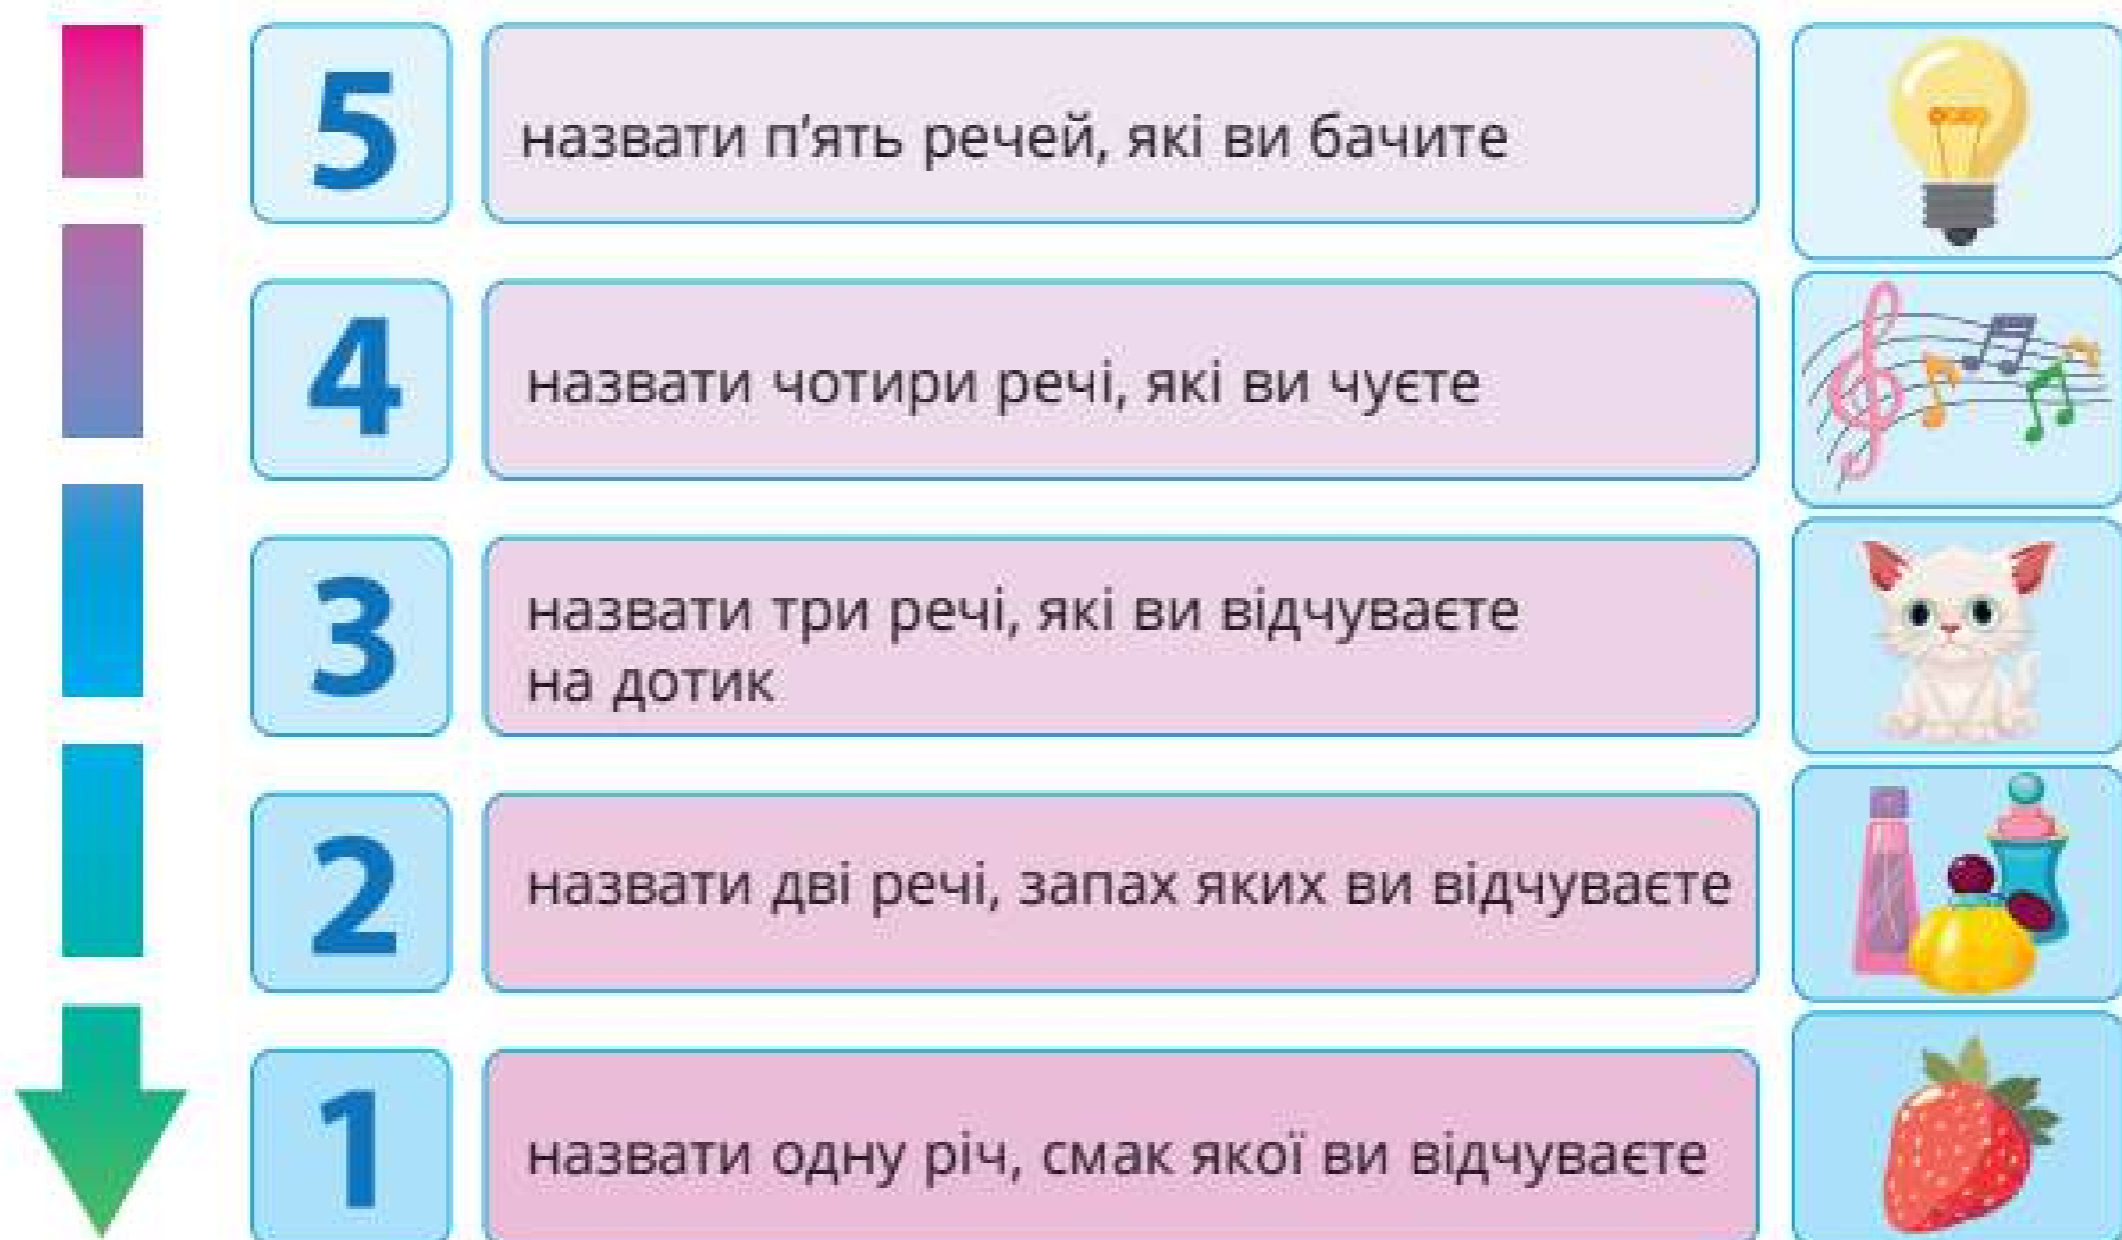 5
назвати п'ять речей, які ви бачите
4
назвати чотири речі, які ви чуєте
3
назвати три речі, які ви відчуваєте
на дотик
2
назвати дві речі, запах яких ви відчуваєте
1
назвати одну річ, смак якої ви відчуваєте